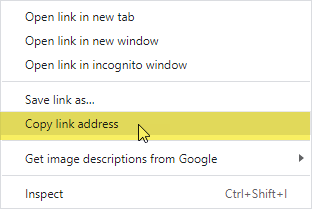 Open link in new tab
Open link in new window
Open link in incognito window
Save link as...
Copy link address
Get image descriptions from Google
Inspect Ctrl+Shift+I